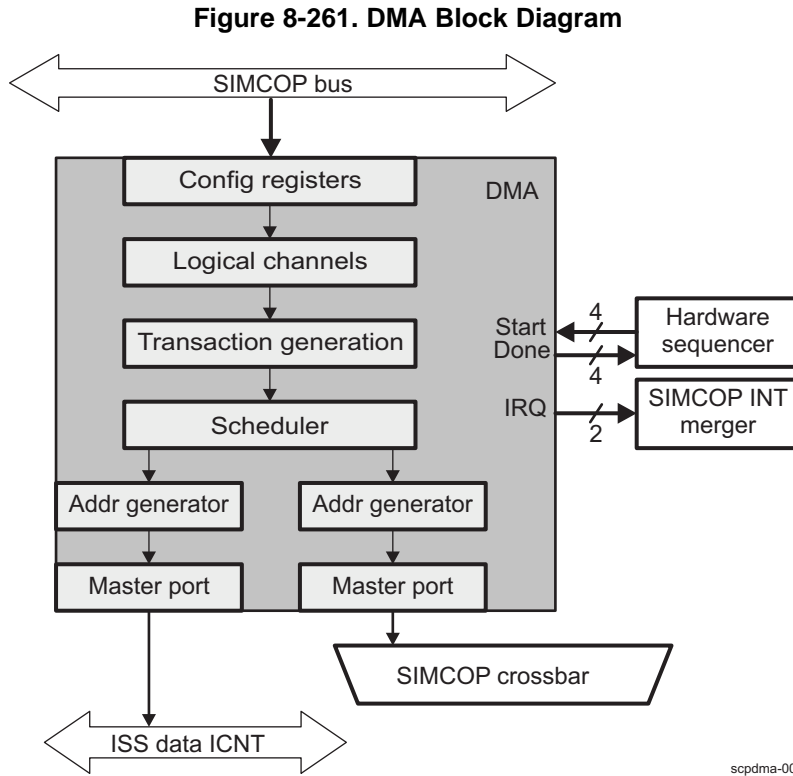 Figure 8-261. DMA Block Diagram
SIMCOP bus
Config registers
DMA
Logical channels
Transaction generation
Start
4
Hardware
sequencer
Done
4
Scheduler
IRQ
2
SIMCOP INT
merger
Addr generator
Addr generator
Master port
Master port
SIMCOP crossbar
ISS data ICNT
scpdma-00